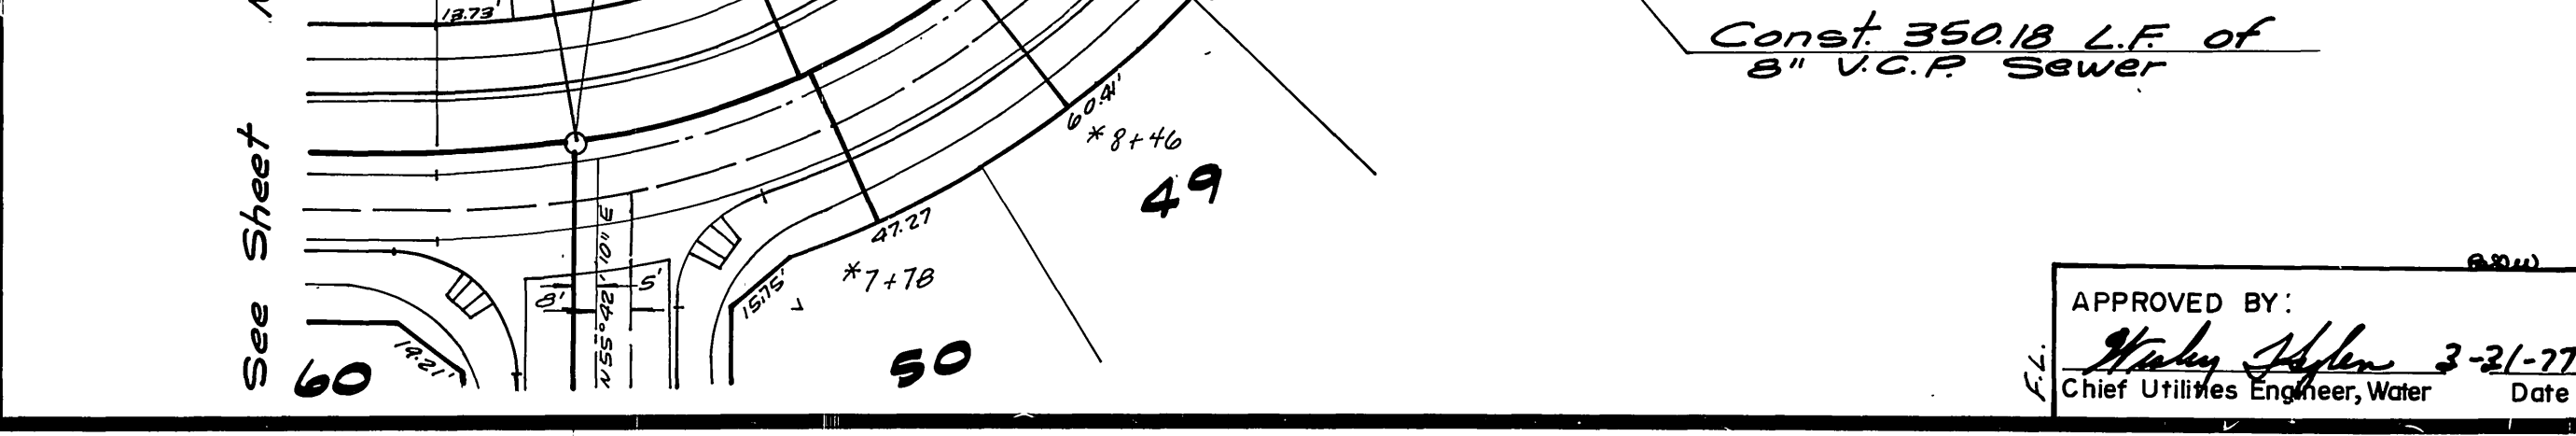 13.73'
Const. 350.18 L.F. of
8" V.C.P. Sewer
See Sheet
60.41'
*8+46
49
47.27
*7+78
15.75'
N55°42'10"E
8'
5'
19.21'
60
50
APPROVED BY:
3-31-77
Chief Utilities Engineer, Water Date
F.L.